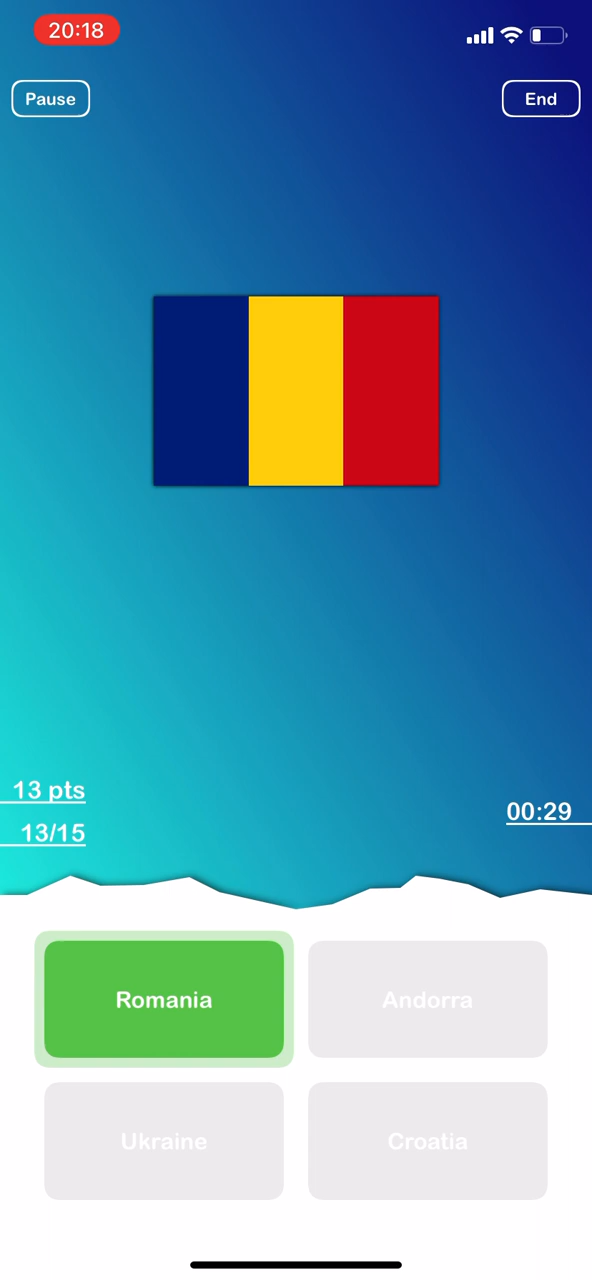 20:18
Pause
End
13 pts
13/15
00:29
Romania
Andorra
Ukraine
Croatia